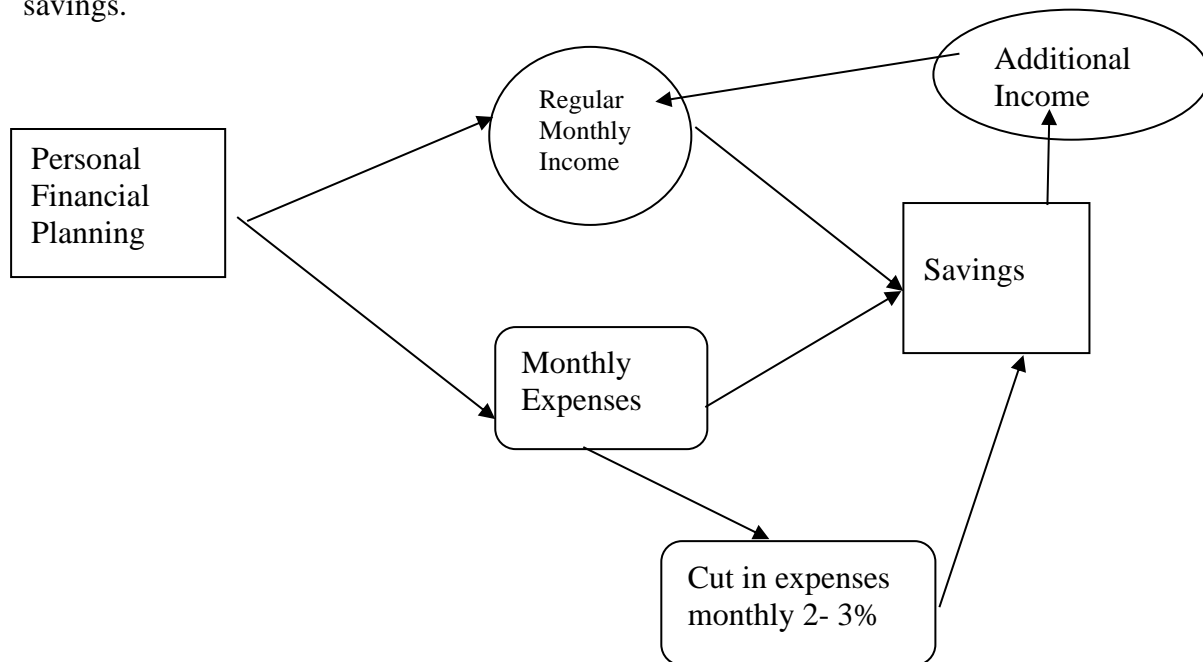 savings.
Additional
Income
Regular
Monthly
Income
Personal
Financial
Planning
Savings
Monthly
Expenses
Cut in expenses
monthly 2- 3%